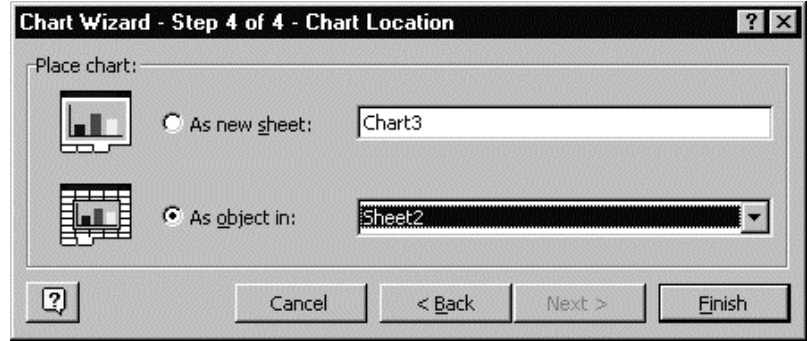 Chart Wizard - Step 4 of 4 - Chart Location
Place chart:
As new sheet: Chart3
As object in: Sheet2
Cancel < Back Next > Finish